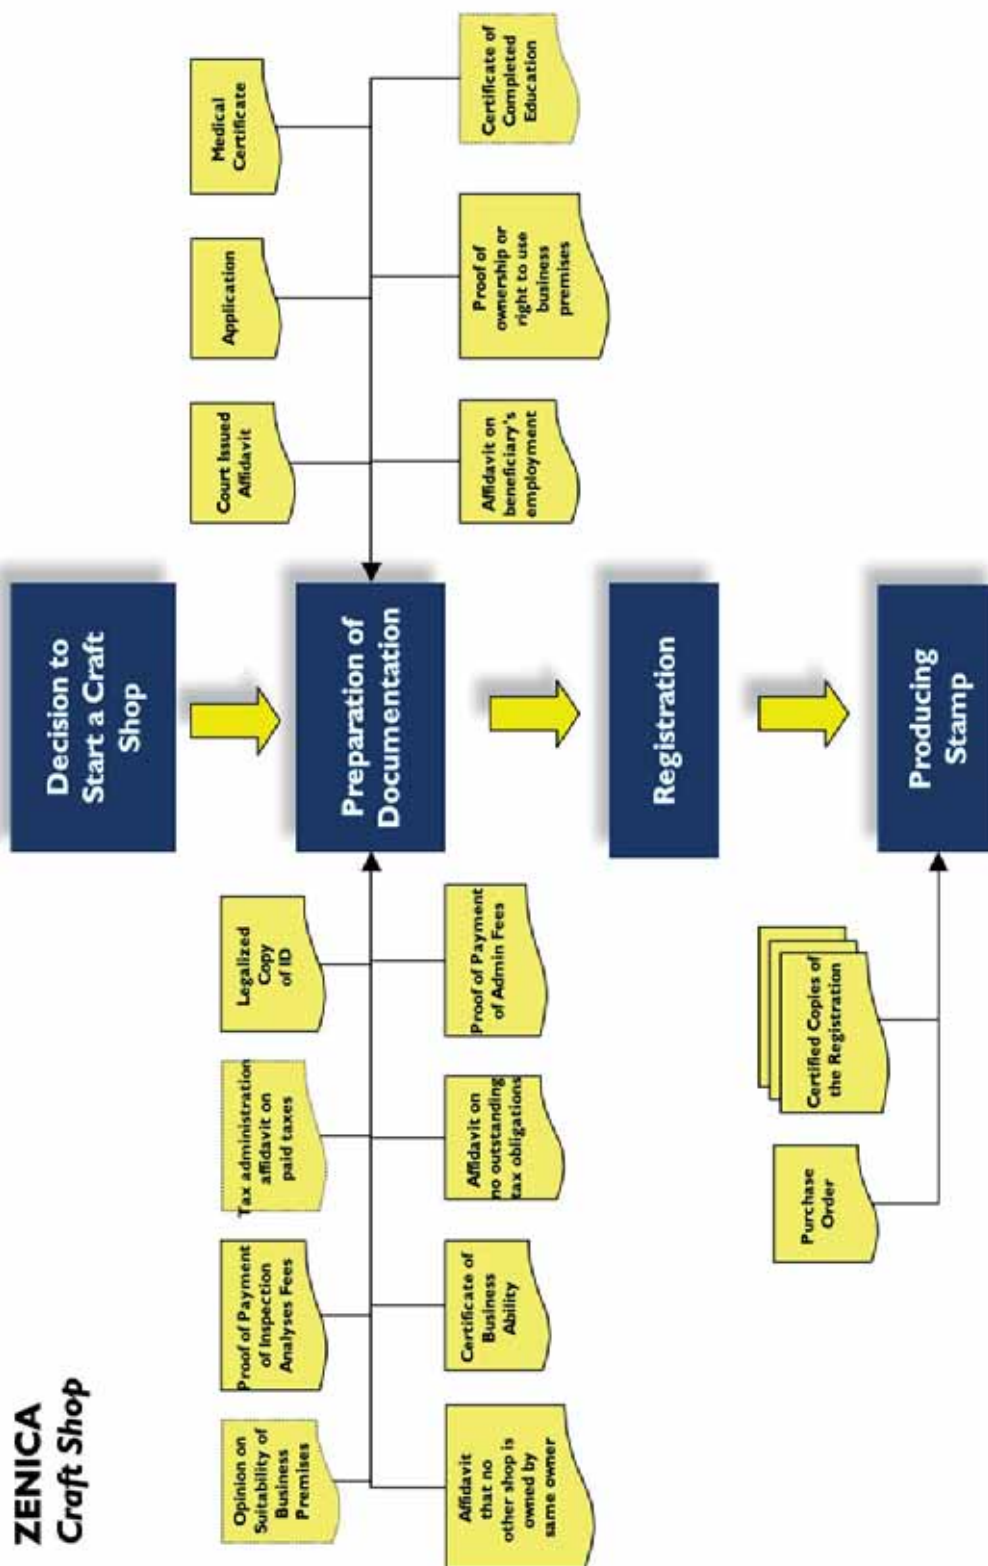 ZENICA
Craft Shop
Decision to
Start a Craft
Shop
Opinion on
Suitability of
Business
Premises
Proof of Payment
of Inspection
Analyses Fees
Tax administration
affidavit on
paid taxes
Legalized
Copy
of ID
Court Issued
Affidavit
Application
Medical
Certificate
Preparation of
Documentation
Affidavit
that no
other shop is
owned by
same owner
Certificate of
Business
Ability
Affidavit on
no outstanding
tax obligations
Proof of Payment
of Admin Fees
Affidavit on
beneficiary's
employment
Proof of
ownership or
right to use
business
premises
Certificate of
Completed
Education
Registration
Purchase
Order
Certified Copies of
the Registration
Producing
Stamp